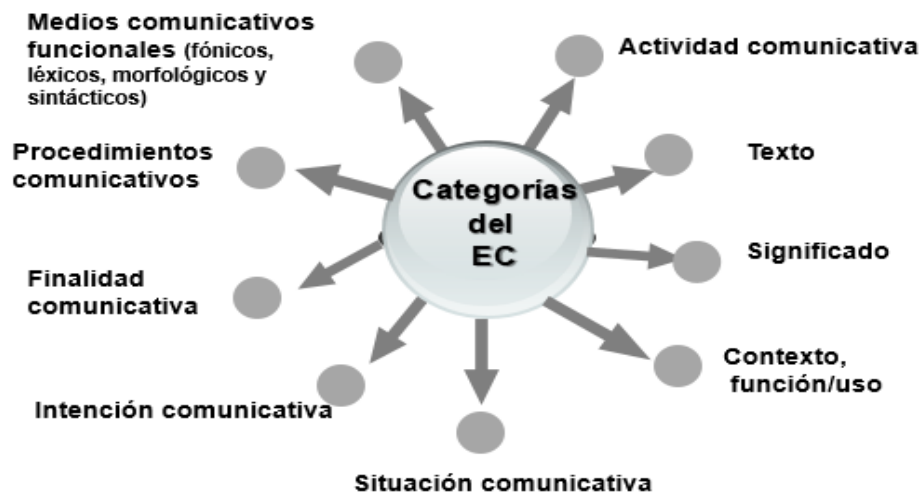 Medios comunicativos
funcionales (fónicos,
léxicos, morfológicos y
sintácticos)
Actividad comunicativa
Procedimientos
comunicativos
Categorías
del
EC
Texto
Significado
Finalidad
comunicativa
Contexto,
función/uso
Intención comunicativa
Situación comunicativa